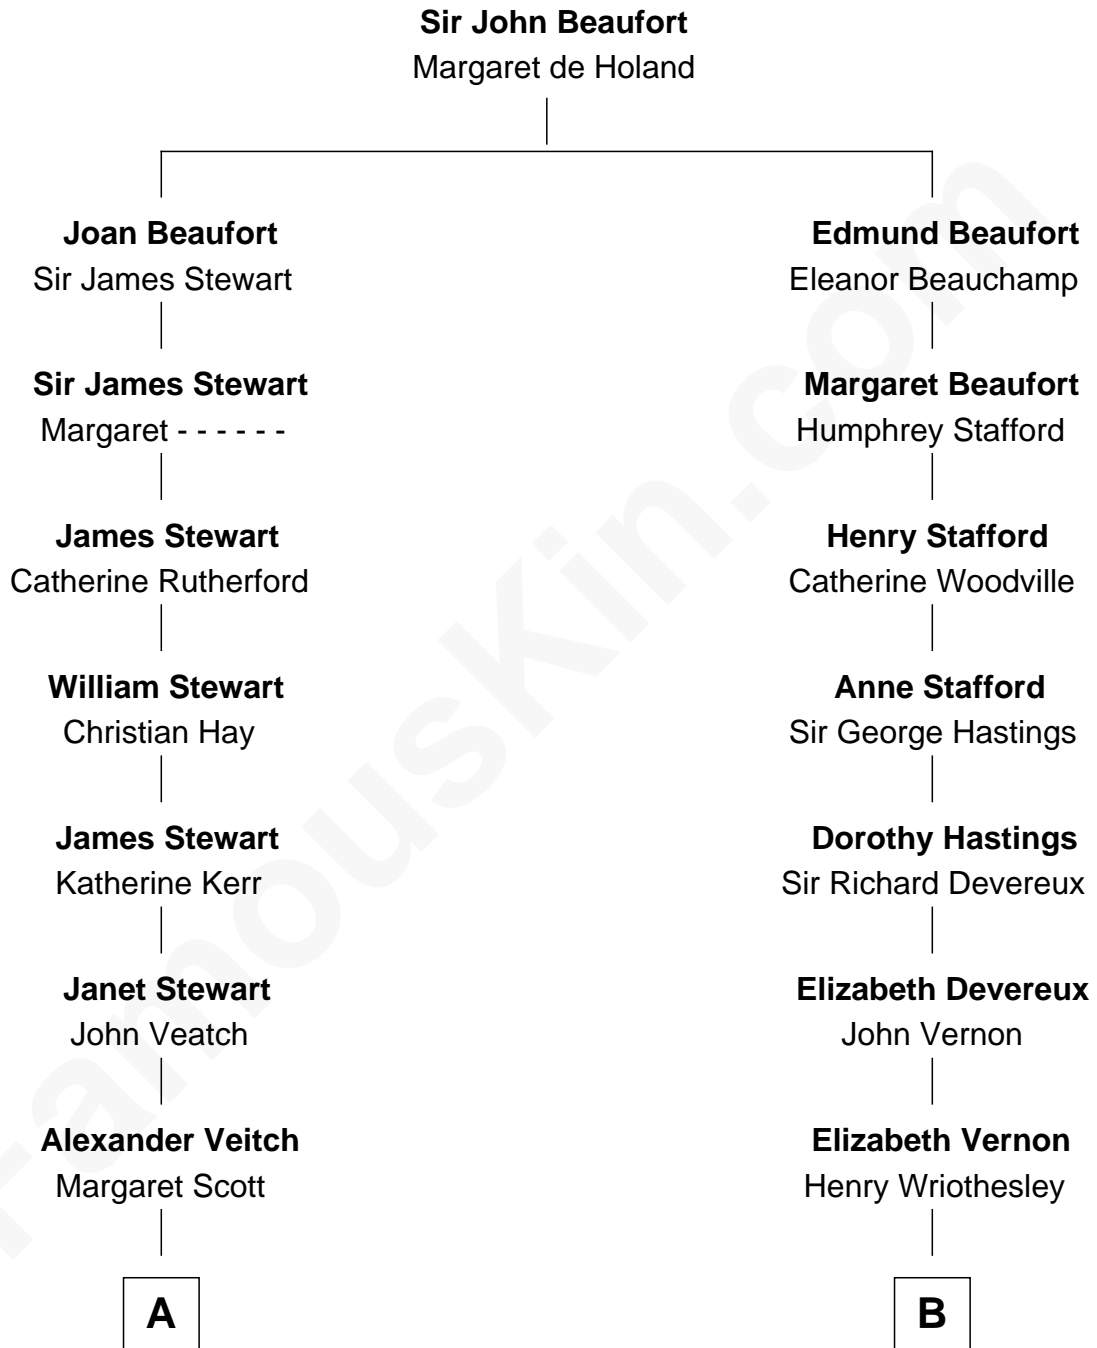 Sir John Beaufort
Margaret de Holand
Joan Beaufort
Sir James Stewart
Edmund Beaufort
Eleanor Beauchamp
Sir James Stewart
Margaret - - - - - -
Margaret Beaufort
Humphrey Stafford
James Stewart
Catherine Rutherford
Henry Stafford
Catherine Woodville
William Stewart
Christian Hay
Anne Stafford
Sir George Hastings
James Stewart
Katherine Kerr
Dorothy Hastings
Sir Richard Devereux
Janet Stewart
John Veatch
Elizabeth Devereux
John Vernon
Alexander Veitch
Margaret Scott
Elizabeth Vernon
Henry Wriothesley
A
B
FamousKin.com